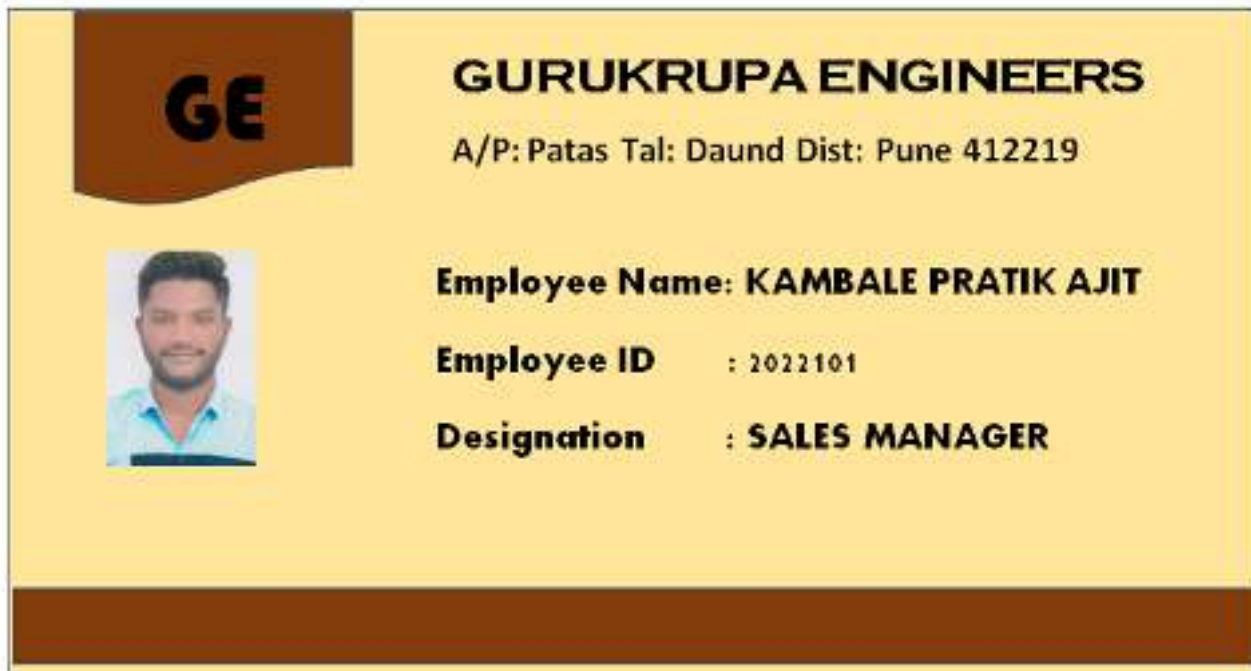 GE
GURUKRUPA ENGINEERS
A/P: Patas Tal: Daund Dist: Pune 412219
Employee Name: KAMBALE PRATIK AJIT
Employee ID : 2022101
Designation : SALES MANAGER